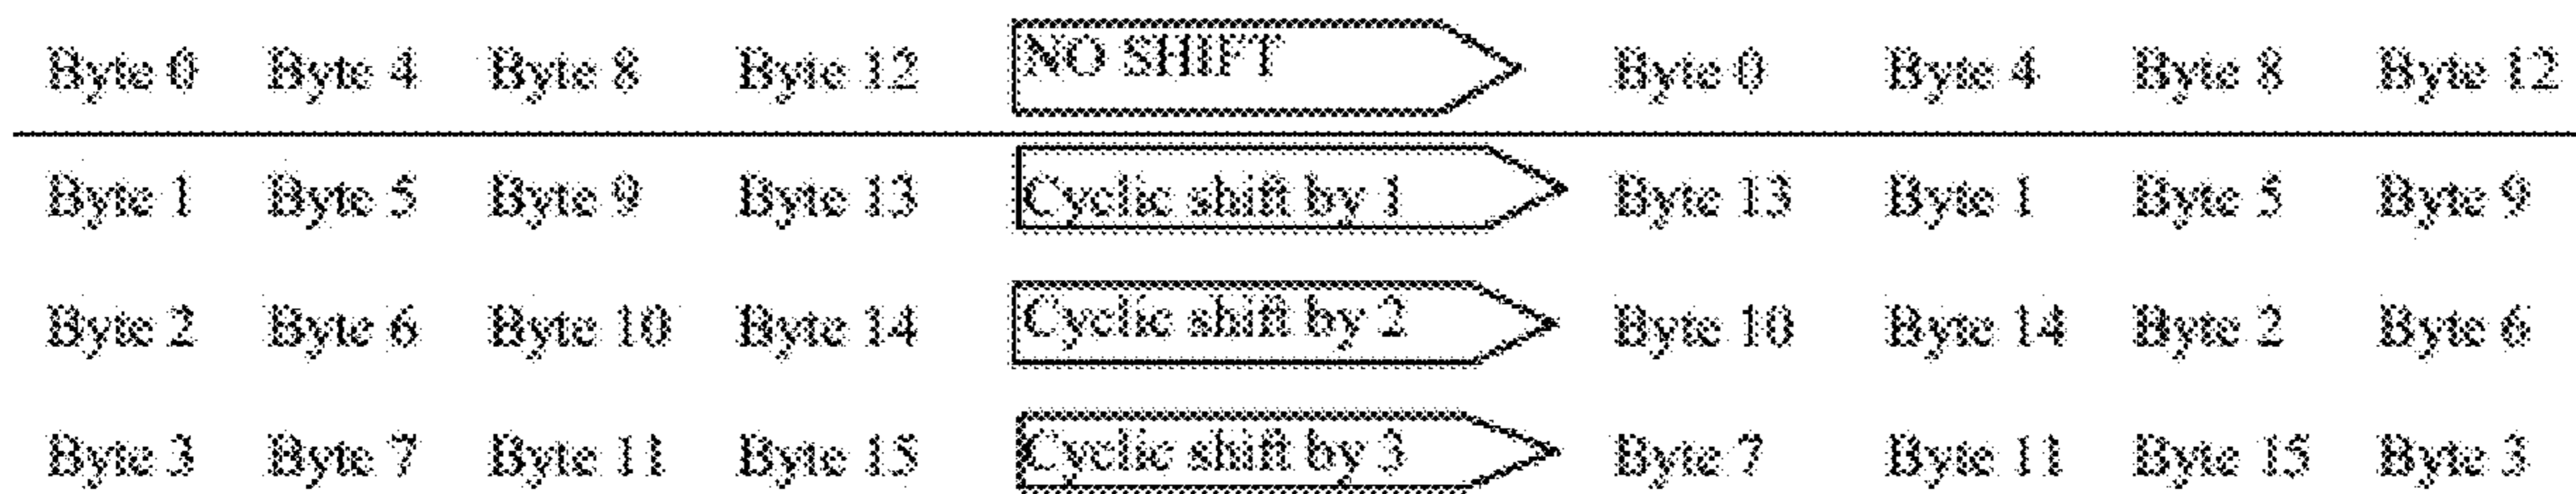 Byte 0 Byte 4 Byte 8 Byte 12 NO SHIFT Byte 0 Byte 4 Byte 8 Byte 12
Byte 1 Byte 5 Byte 9 Byte 13 Cyclic shift by 1 Byte 13 Byte 1 Byte 5 Byte 9
Byte 2 Byte 6 Byte 10 Byte 14 Cyclic shift by 2 Byte 10 Byte 14 Byte 2 Byte 6
Byte 3 Byte 7 Byte 11 Byte 15 Cyclic shift by 3 Byte 7 Byte 11 Byte 15 Byte 3